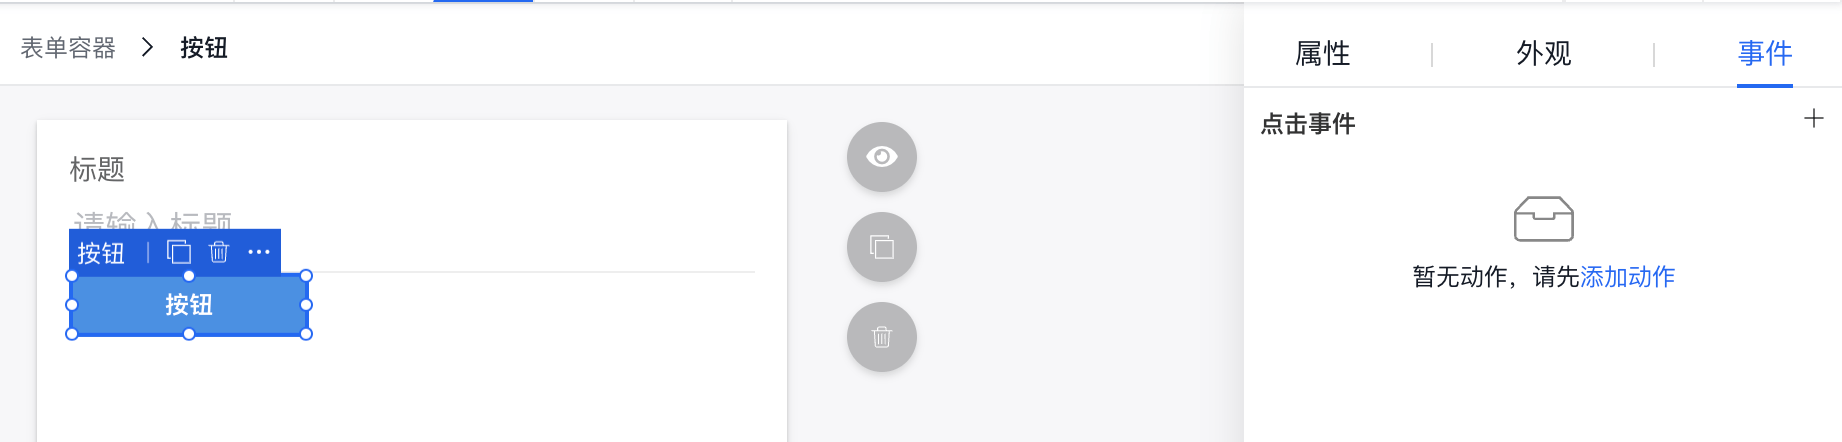 表单容器 > 按钮
属性 | 外观 | 事件
点击事件 +
标题
请输入标题
按钮
按钮
暂无动作，请先添加动作